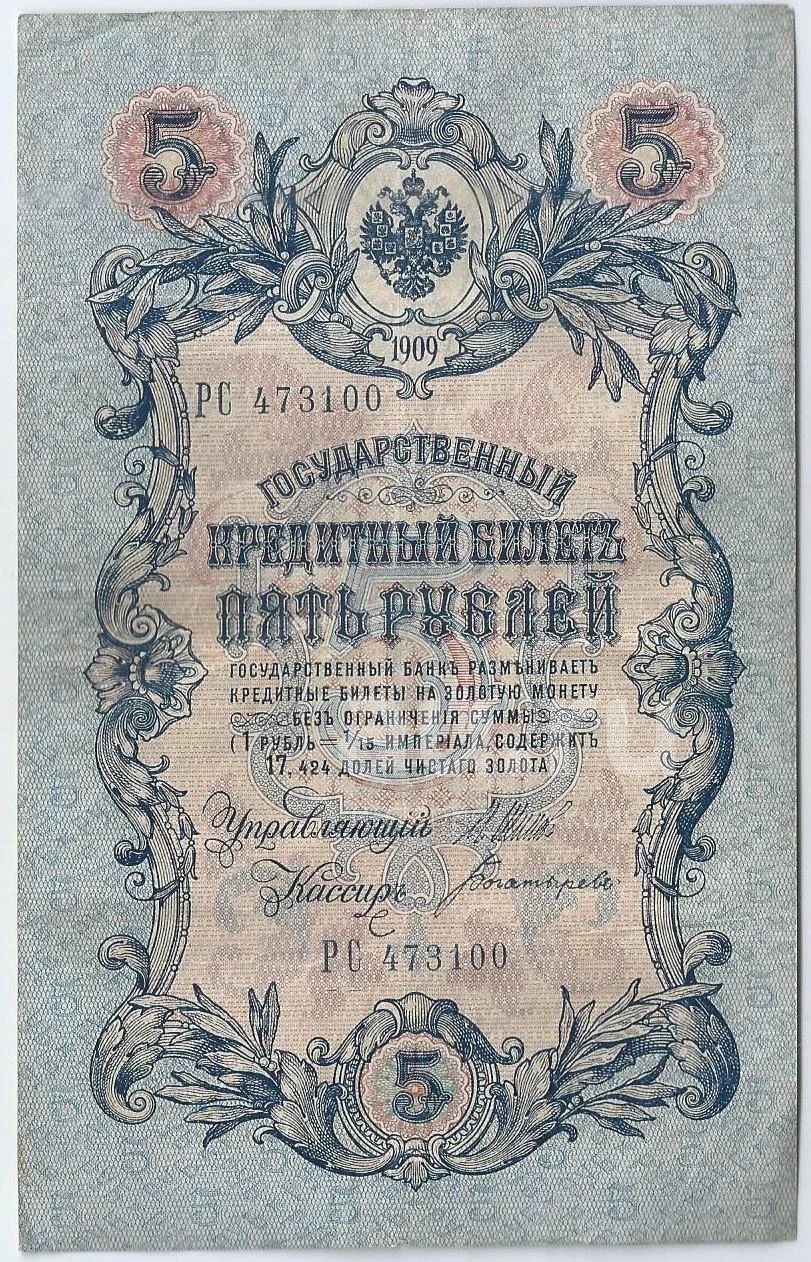 5 5
1909
РС 473100
ГОСУДАРСТВЕННЫЙ
КРЕДИТНЫЙ БИЛЕТЪ
ПЯТЬ РУБЛЕЙ
ГОСУДАРСТВЕННЫЙ БАНКЪ РАЗМѢНИВАЕТЪ
КРЕДИТНЫЕ БИЛЕТЫ НА ЗОЛОТУЮ МОНЕТУ
БЕЗЪ ОГРАНИЧЕНІЯ СУММЫ
(1 РУБЛЬ = 1/15 ИМПЕРІАЛА, СОДЕРЖИТЪ
17,424 ДОЛЕЙ ЧИСТАГО ЗОЛОТА).
Управляющій
Кассиръ Богатыревъ
РС 473100
5